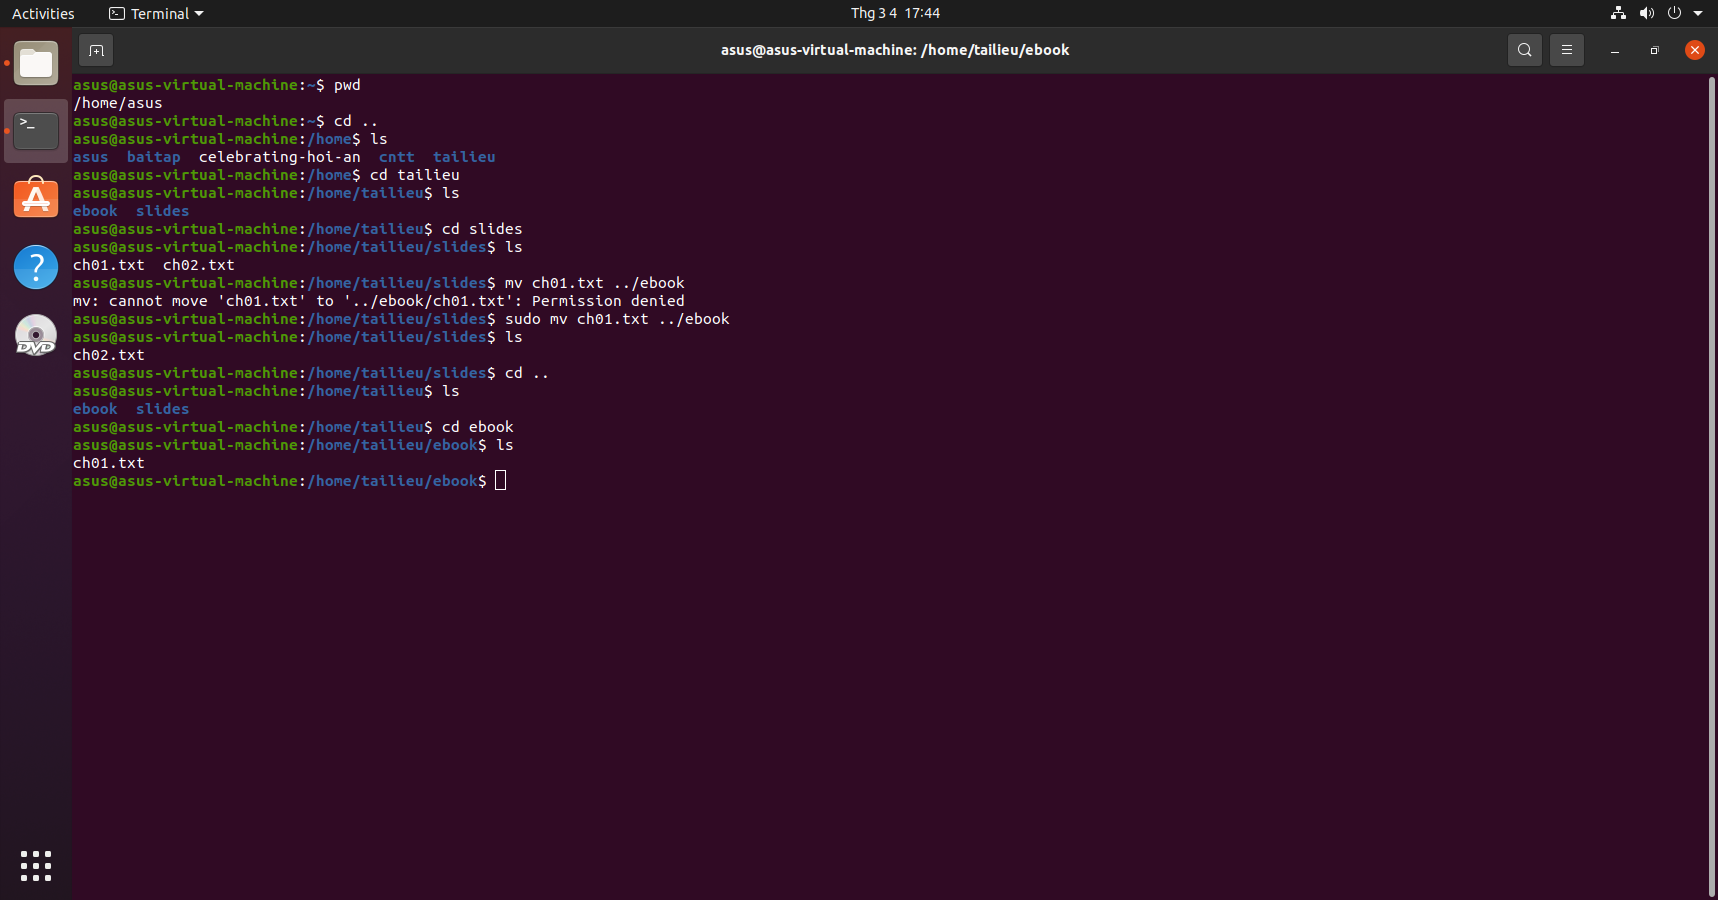 Activities
Terminal
Thg 3 4 17:44
asus@asus-virtual-machine: /home/tailieu/ebook
asus@asus-virtual-machine:~$ pwd
/home/asus
asus@asus-virtual-machine:~$ cd ..
asus@asus-virtual-machine:/home$ ls
asus baitap celebrating-hoi-an cntt tailieu
asus@asus-virtual-machine:/home$ cd tailieu
asus@asus-virtual-machine:/home/tailieu$ ls
ebook slides
asus@asus-virtual-machine:/home/tailieu$ cd slides
asus@asus-virtual-machine:/home/tailieu/slides$ ls
ch01.txt ch02.txt
asus@asus-virtual-machine:/home/tailieu/slides$ mv ch01.txt ../ebook
mv: cannot move 'ch01.txt' to '../ebook/ch01.txt': Permission denied
asus@asus-virtual-machine:/home/tailieu/slides$ sudo mv ch01.txt ../ebook
asus@asus-virtual-machine:/home/tailieu/slides$ ls
ch02.txt
asus@asus-virtual-machine:/home/tailieu/slides$ cd ..
asus@asus-virtual-machine:/home/tailieu$ ls
ebook slides
asus@asus-virtual-machine:/home/tailieu$ cd ebook
asus@asus-virtual-machine:/home/tailieu/ebook$ ls
ch01.txt
asus@asus-virtual-machine:/home/tailieu/ebook$
DVD